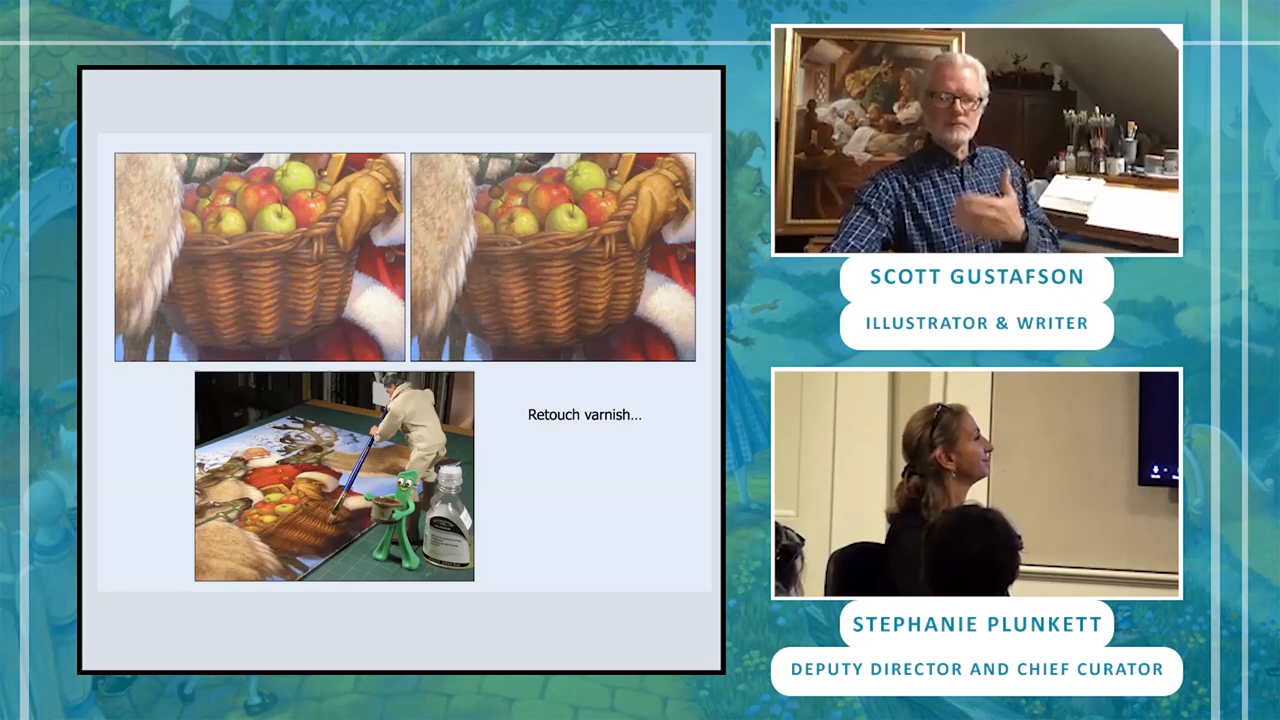 Retouch varnish...
SCOTT GUSTAFSON
ILLUSTRATOR & WRITER
STEPHANIE PLUNKETT
DEPUTY DIRECTOR AND CHIEF CURATOR